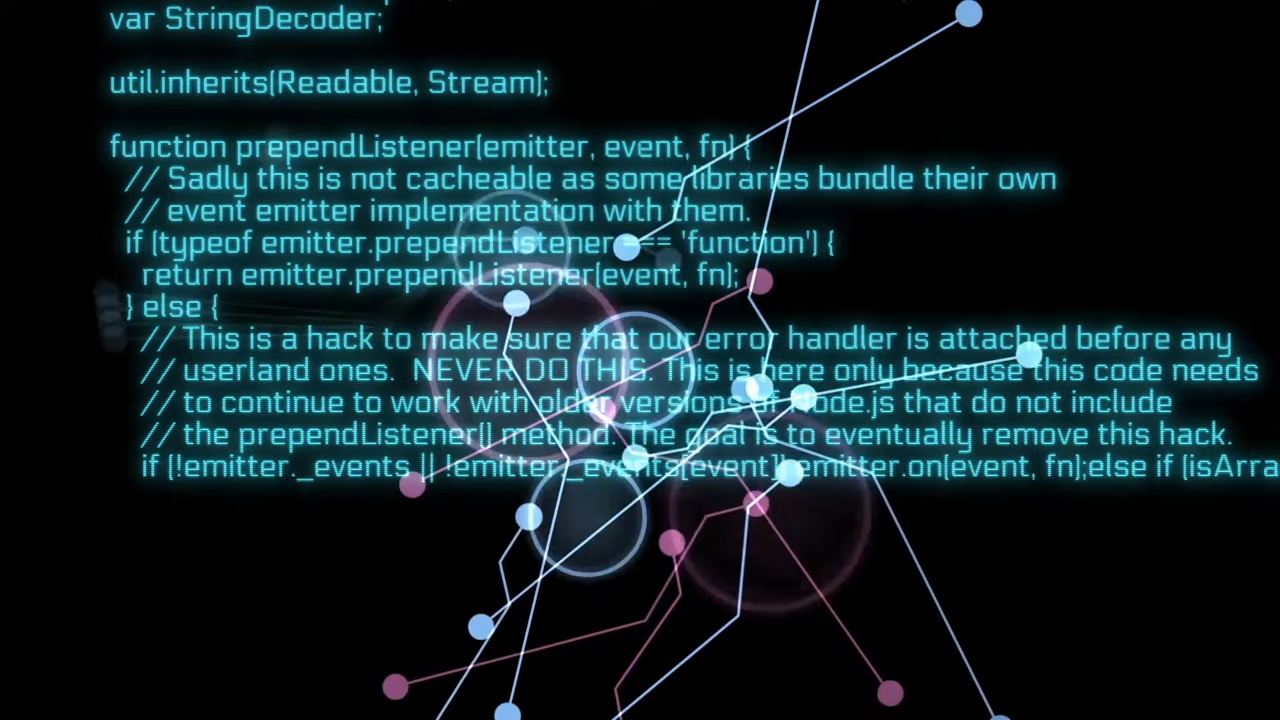 var StringDecoder;
util.inherits(Readable, Stream);
function prependListener(emitter, event, fn) {
// Sadly this is not cacheable as some libraries bundle their own
// event emitter implementation with them.
if (typeof emitter.prependListener === 'function') {
return emitter.prependListener(event, fn);
} else {
// This is a hack to make sure that our error handler is attached before any
// userland ones.  NEVER DO THIS. This is here only because this code needs
// to continue to work with older versions of Node.js that do not include
// the prependListener() method. The goal is to eventually remove this hack.
if (!emitter._events || !emitter._events[event]) emitter.on(event, fn);else if (isArra